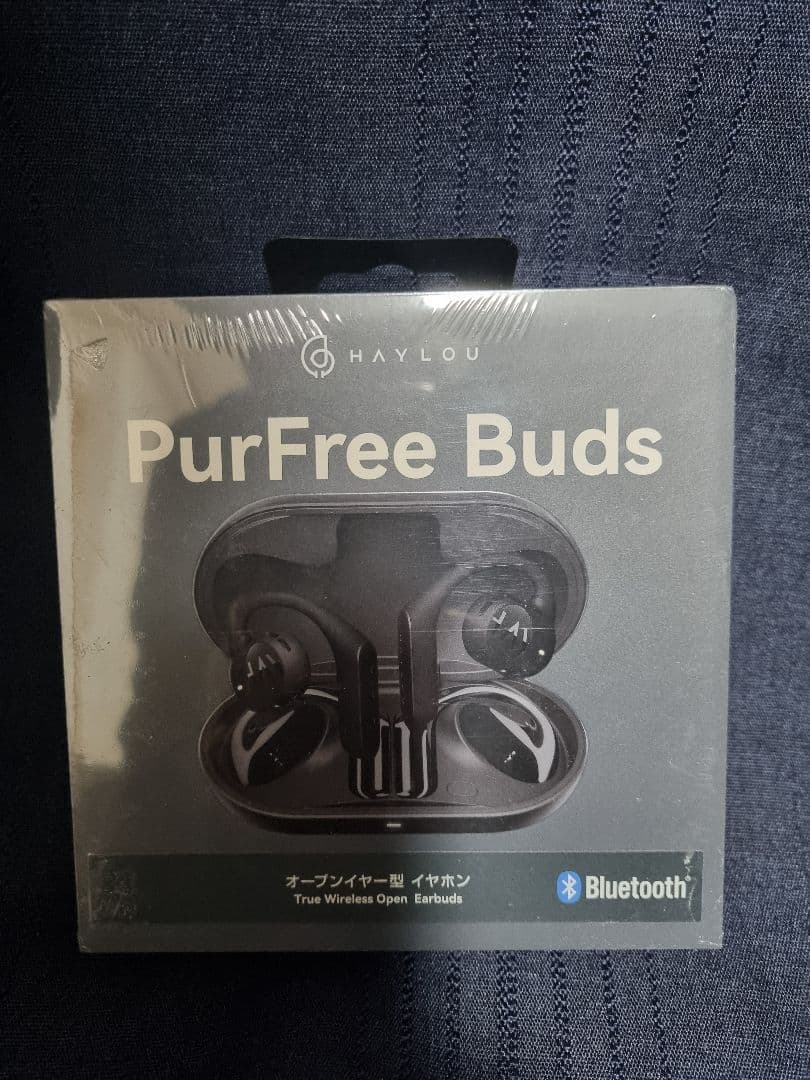 HAYLOU
PurFree Buds
オープンイヤー型 イヤホン
True Wireless Open Earbuds
Bluetooth®